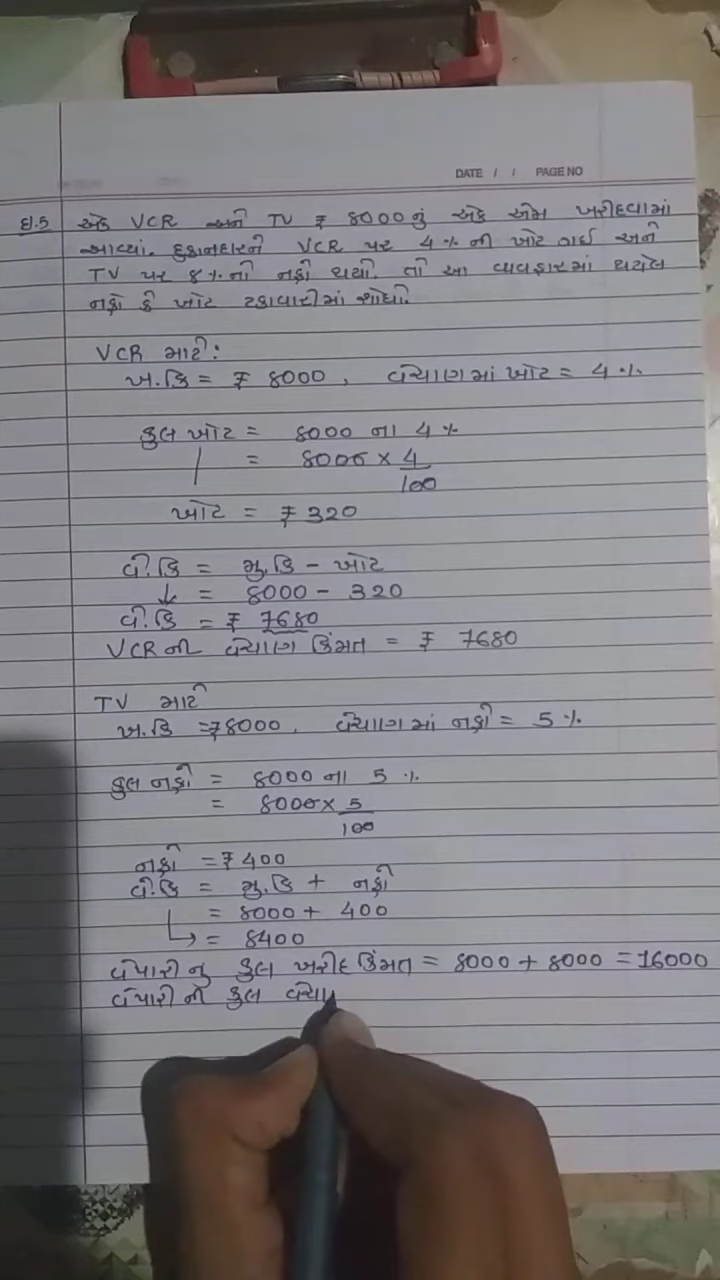 DATE / / PAGE NO
ઉદા.5 એક VCR અને TV ₹ 8000નું એક એમ ખરીદવામાં
આવ્યાં. દુકાનદારને VCR પર 4% ની ખોટ ગઈ અને
TV પર 8% નો નફો થયો. તો આ વ્યવહારમાં થયેલ
નફો કે ખોટ ટકાવારીમાં શોધો.
VCR માટે:
ખ.કિ = ₹ 8000, વેચાણમાં ખોટ = 4%
કુલ ખોટ = 8000 ના 4%
= 8000 × 4
100
ખોટ = ₹ 320
વે.કિ = મુ.કિ - ખોટ
↓ = 8000 - 320
વે.કિ = ₹ 7680
VCR ની વેચાણ કિંમત = ₹ 7680
TV માટે
ખ.કિ = ₹8000, વેચાણમાં નફો = 5%
કુલ નફો = 8000 ના 5 %
= 8000 × 5
100
નફો = ₹ 400
વે.કિ = મુ.કિ + નફો
= 8000 + 400
↳ = 8400
વેપારીનુ કુલ ખરીદ કિંમત = 8000 + 8000 = 16000
વેપારીની કુલ વેચા